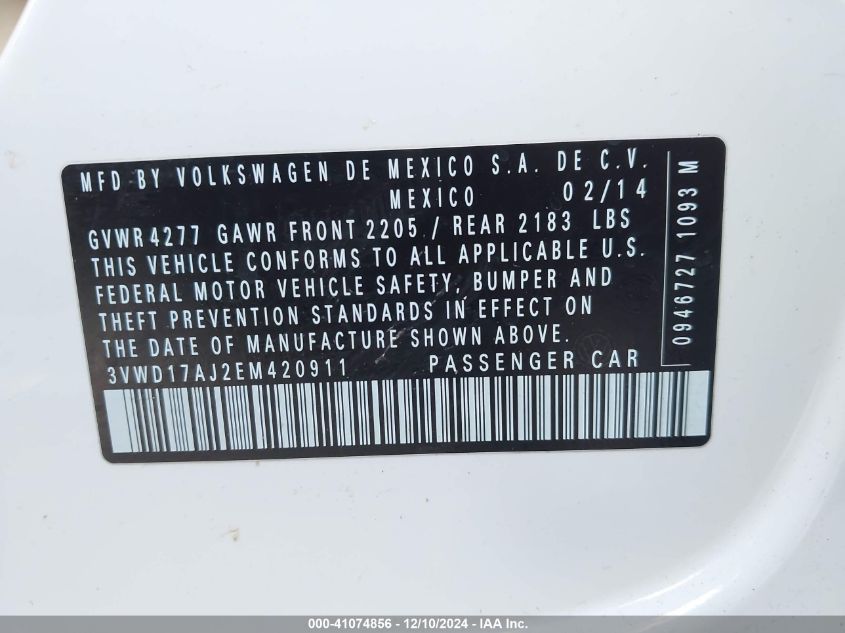 MFD BY VOLKSWAGEN DE MEXICO S.A. DE C.V.
MEXICO 02/14
GVWR 4277 GAWR FRONT 2205 / REAR 2183 LBS
THIS VEHICLE CONFORMS TO ALL APPLICABLE U.S.
FEDERAL MOTOR VEHICLE SAFETY, BUMPER AND
THEFT PREVENTION STANDARDS IN EFFECT ON
THE DATE OF MANUFACTURE SHOWN ABOVE.
3VWD17AJ2EM420911 PASSENGER CAR
0946727 1093 M
000-41074856 - 12/10/2024 - IAA Inc.